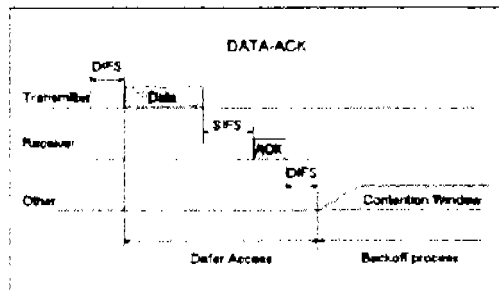 DATA-ACK
DIFS
Transmitter
Data
SIFS
Receiver
ACK
DIFS
Other
Contention Window
Defer Access
Backoff process